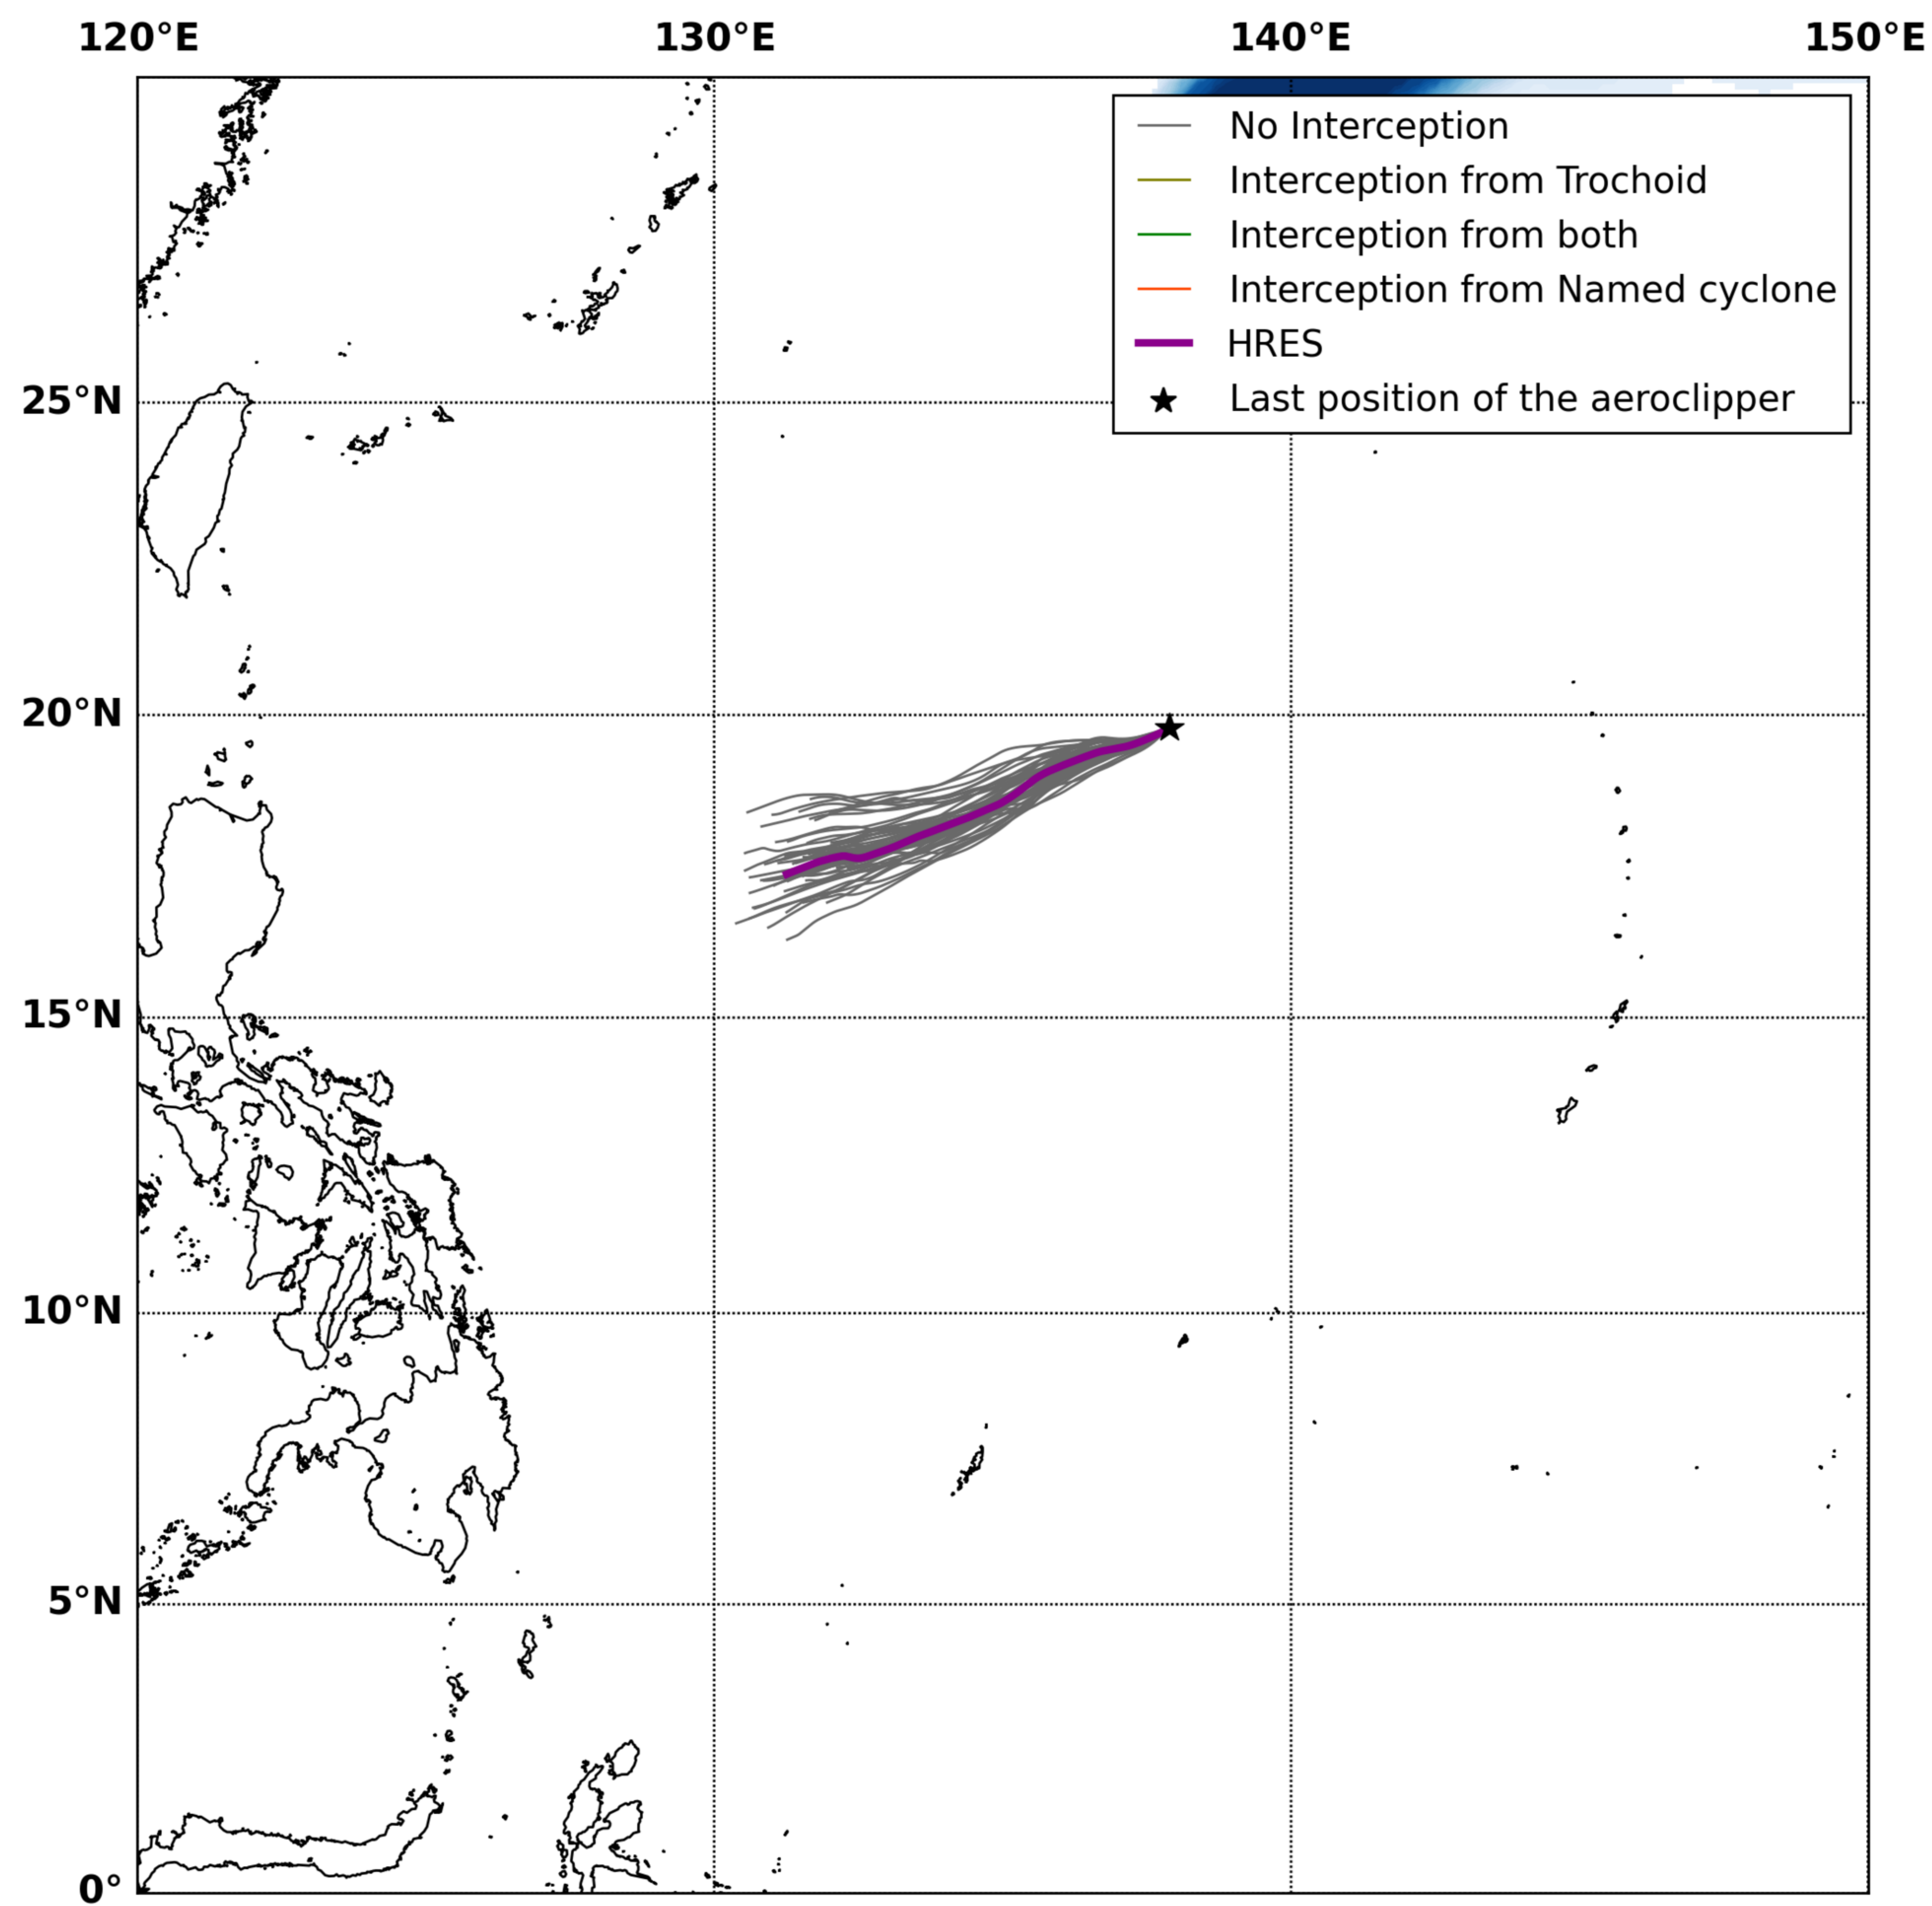 120°E 130°E 140°E 150°E
No Interception
Interception from Trochoid
Interception from both
Interception from Named cyclone
HRES
Last position of the aeroclipper
25°N
20°N
15°N
10°N
5°N
0°